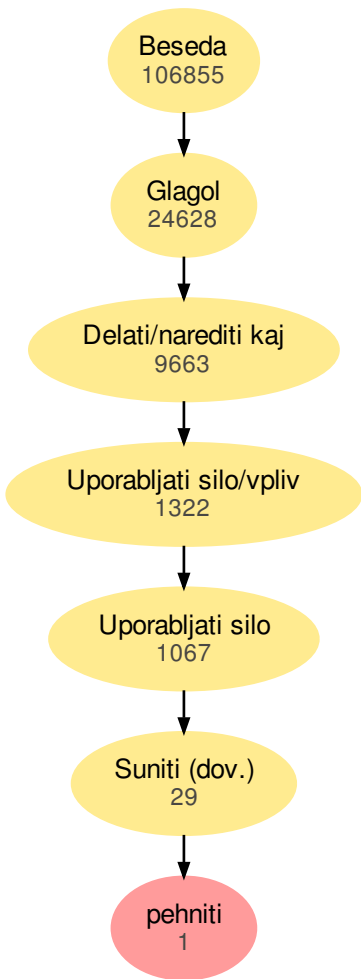 Beseda
106855
Glagol
24628
Delati/narediti kaj
9663
Uporabljati silo/vpliv
1322
Uporabljati silo
1067
Suniti (dov.)
29
pehniti
1